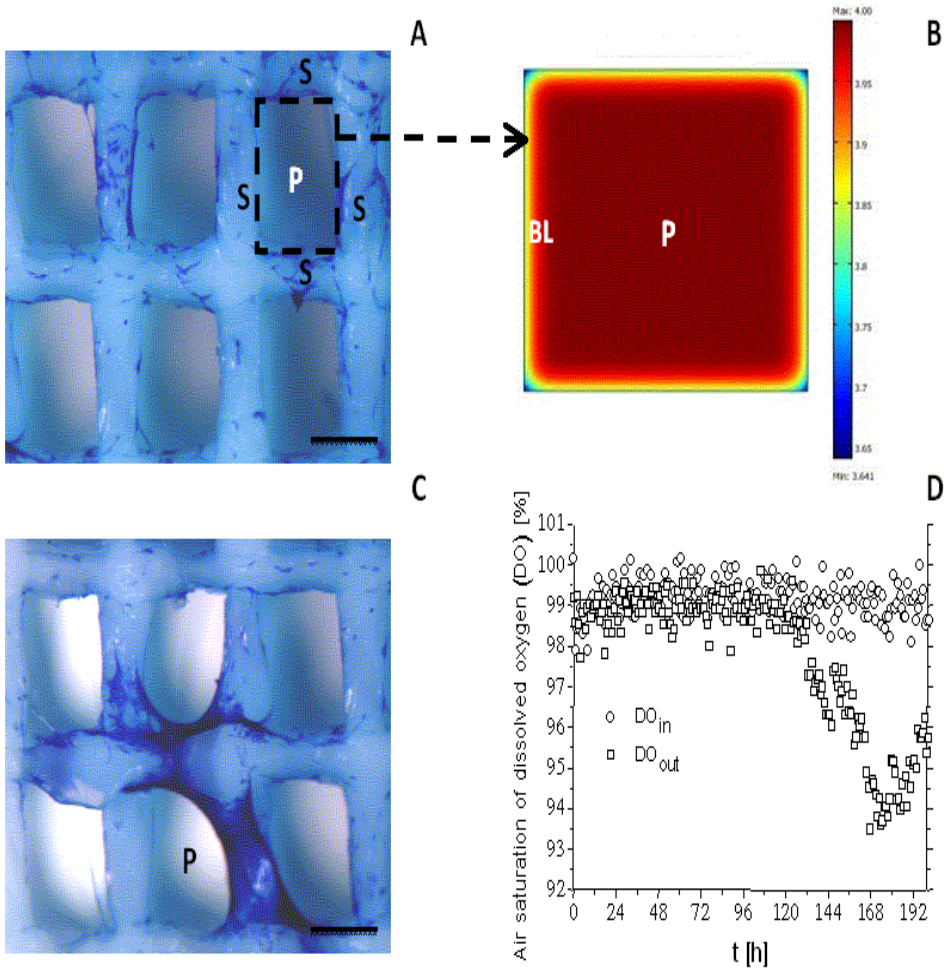 A
S
P
S
S
S
B
Max: 4.00
3.95
3.9
BL
P
3.85
3.8
3.75
3.7
3.65
Min: 3.641
C
P
D
Air saturation of dissolved oxygen (DO) [%]
101
100
99
98
97
96
95
94
93
92
DOin
DOout
0 24 48 72 96 120 144 168 192
t [h]